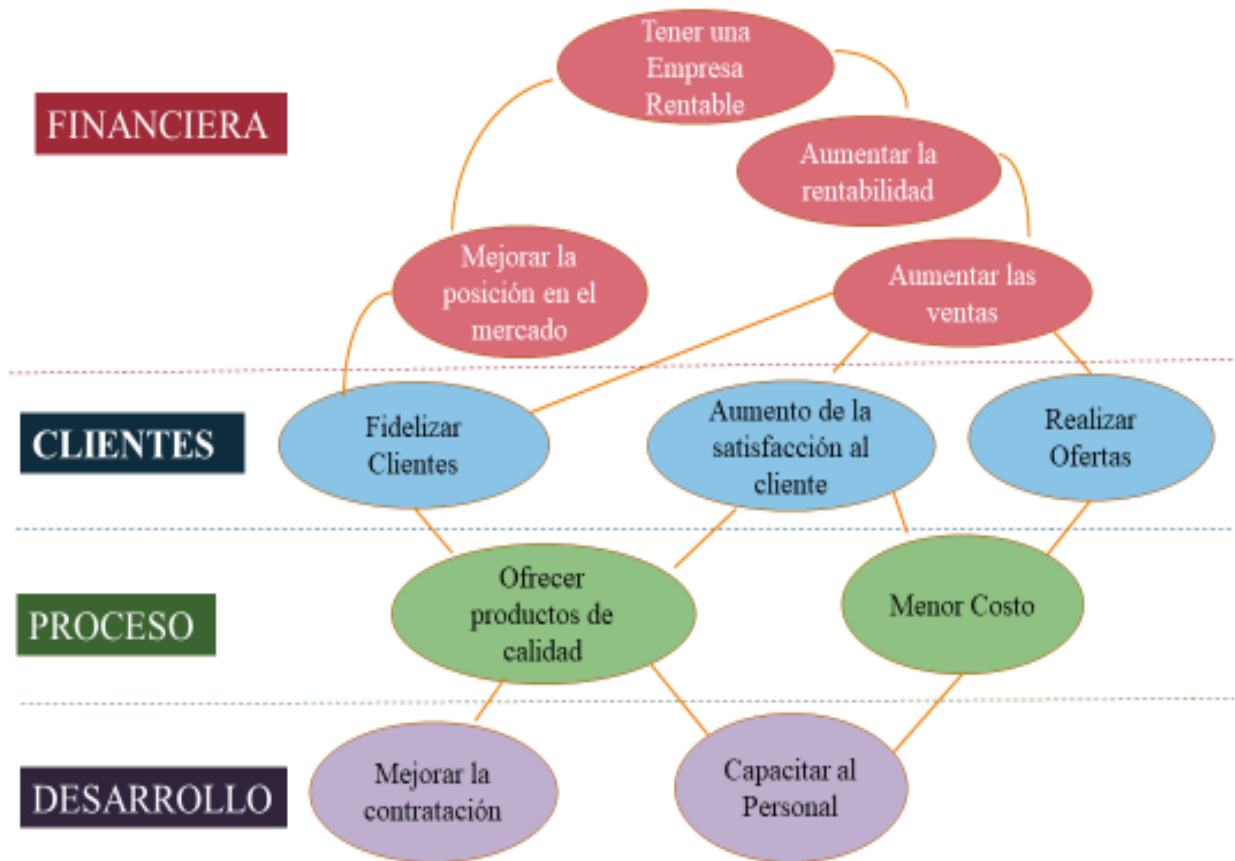 Tener una
Empresa
Rentable
FINANCIERA
Aumentar la
rentabilidad
Mejorar la
posición en el
mercado
Aumentar las
ventas
CLIENTES
Fidelizar
Clientes
Aumento de la
satisfacción al
cliente
Realizar
Ofertas
PROCESO
Ofrecer
productos de
calidad
Menor Costo
DESARROLLO
Mejorar la
contratación
Capacitar al
Personal